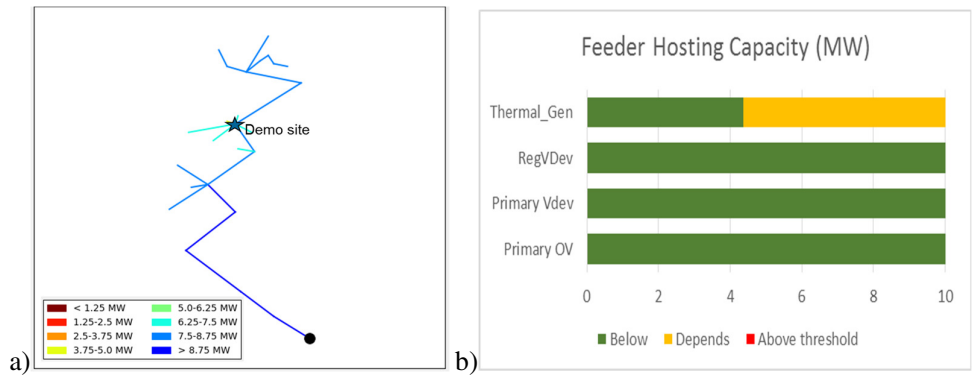 Demo site
< 1.25 MW
1.25-2.5 MW
2.5-3.75 MW
3.75-5.0 MW
5.0-6.25 MW
6.25-7.5 MW
7.5-8.75 MW
> 8.75 MW
a)
Feeder Hosting Capacity (MW)
Thermal_Gen
RegVDev
Primary Vdev
Primary OV
0 2 4 6 8 10
Below Depends Above threshold
b)